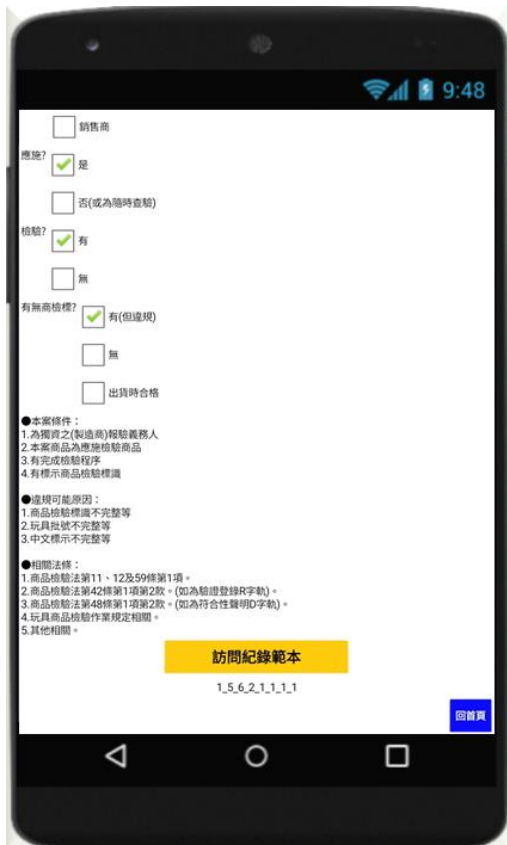 9:48
銷售商
應施?
是
否(或為隨時查驗)
檢驗?
有
無
有無商檢標?
有(但違規)
無
出貨時合格
●本案條件：
1.為獨資之(製造商)報驗義務人
2.本案商品為應施檢驗商品
3.有完成檢驗程序
4.有標示商品檢驗標識
●違規可能原因：
1.商品檢驗標識不完整等
2.玩具批號不完整等
3.中文標示不完整等
●相關法條：
1.商品檢驗法第11、12及59條第1項。
2.商品檢驗法第42條第1項第2款。(如為驗證登錄R字軌)。
3.商品檢驗法第48條第1項第2款。(如為符合性聲明D字軌)。
4.玩具商品檢驗作業規定相關。
5.其他相關。
訪問紀錄範本
1_5_6_2_1_1_1_1
回首頁